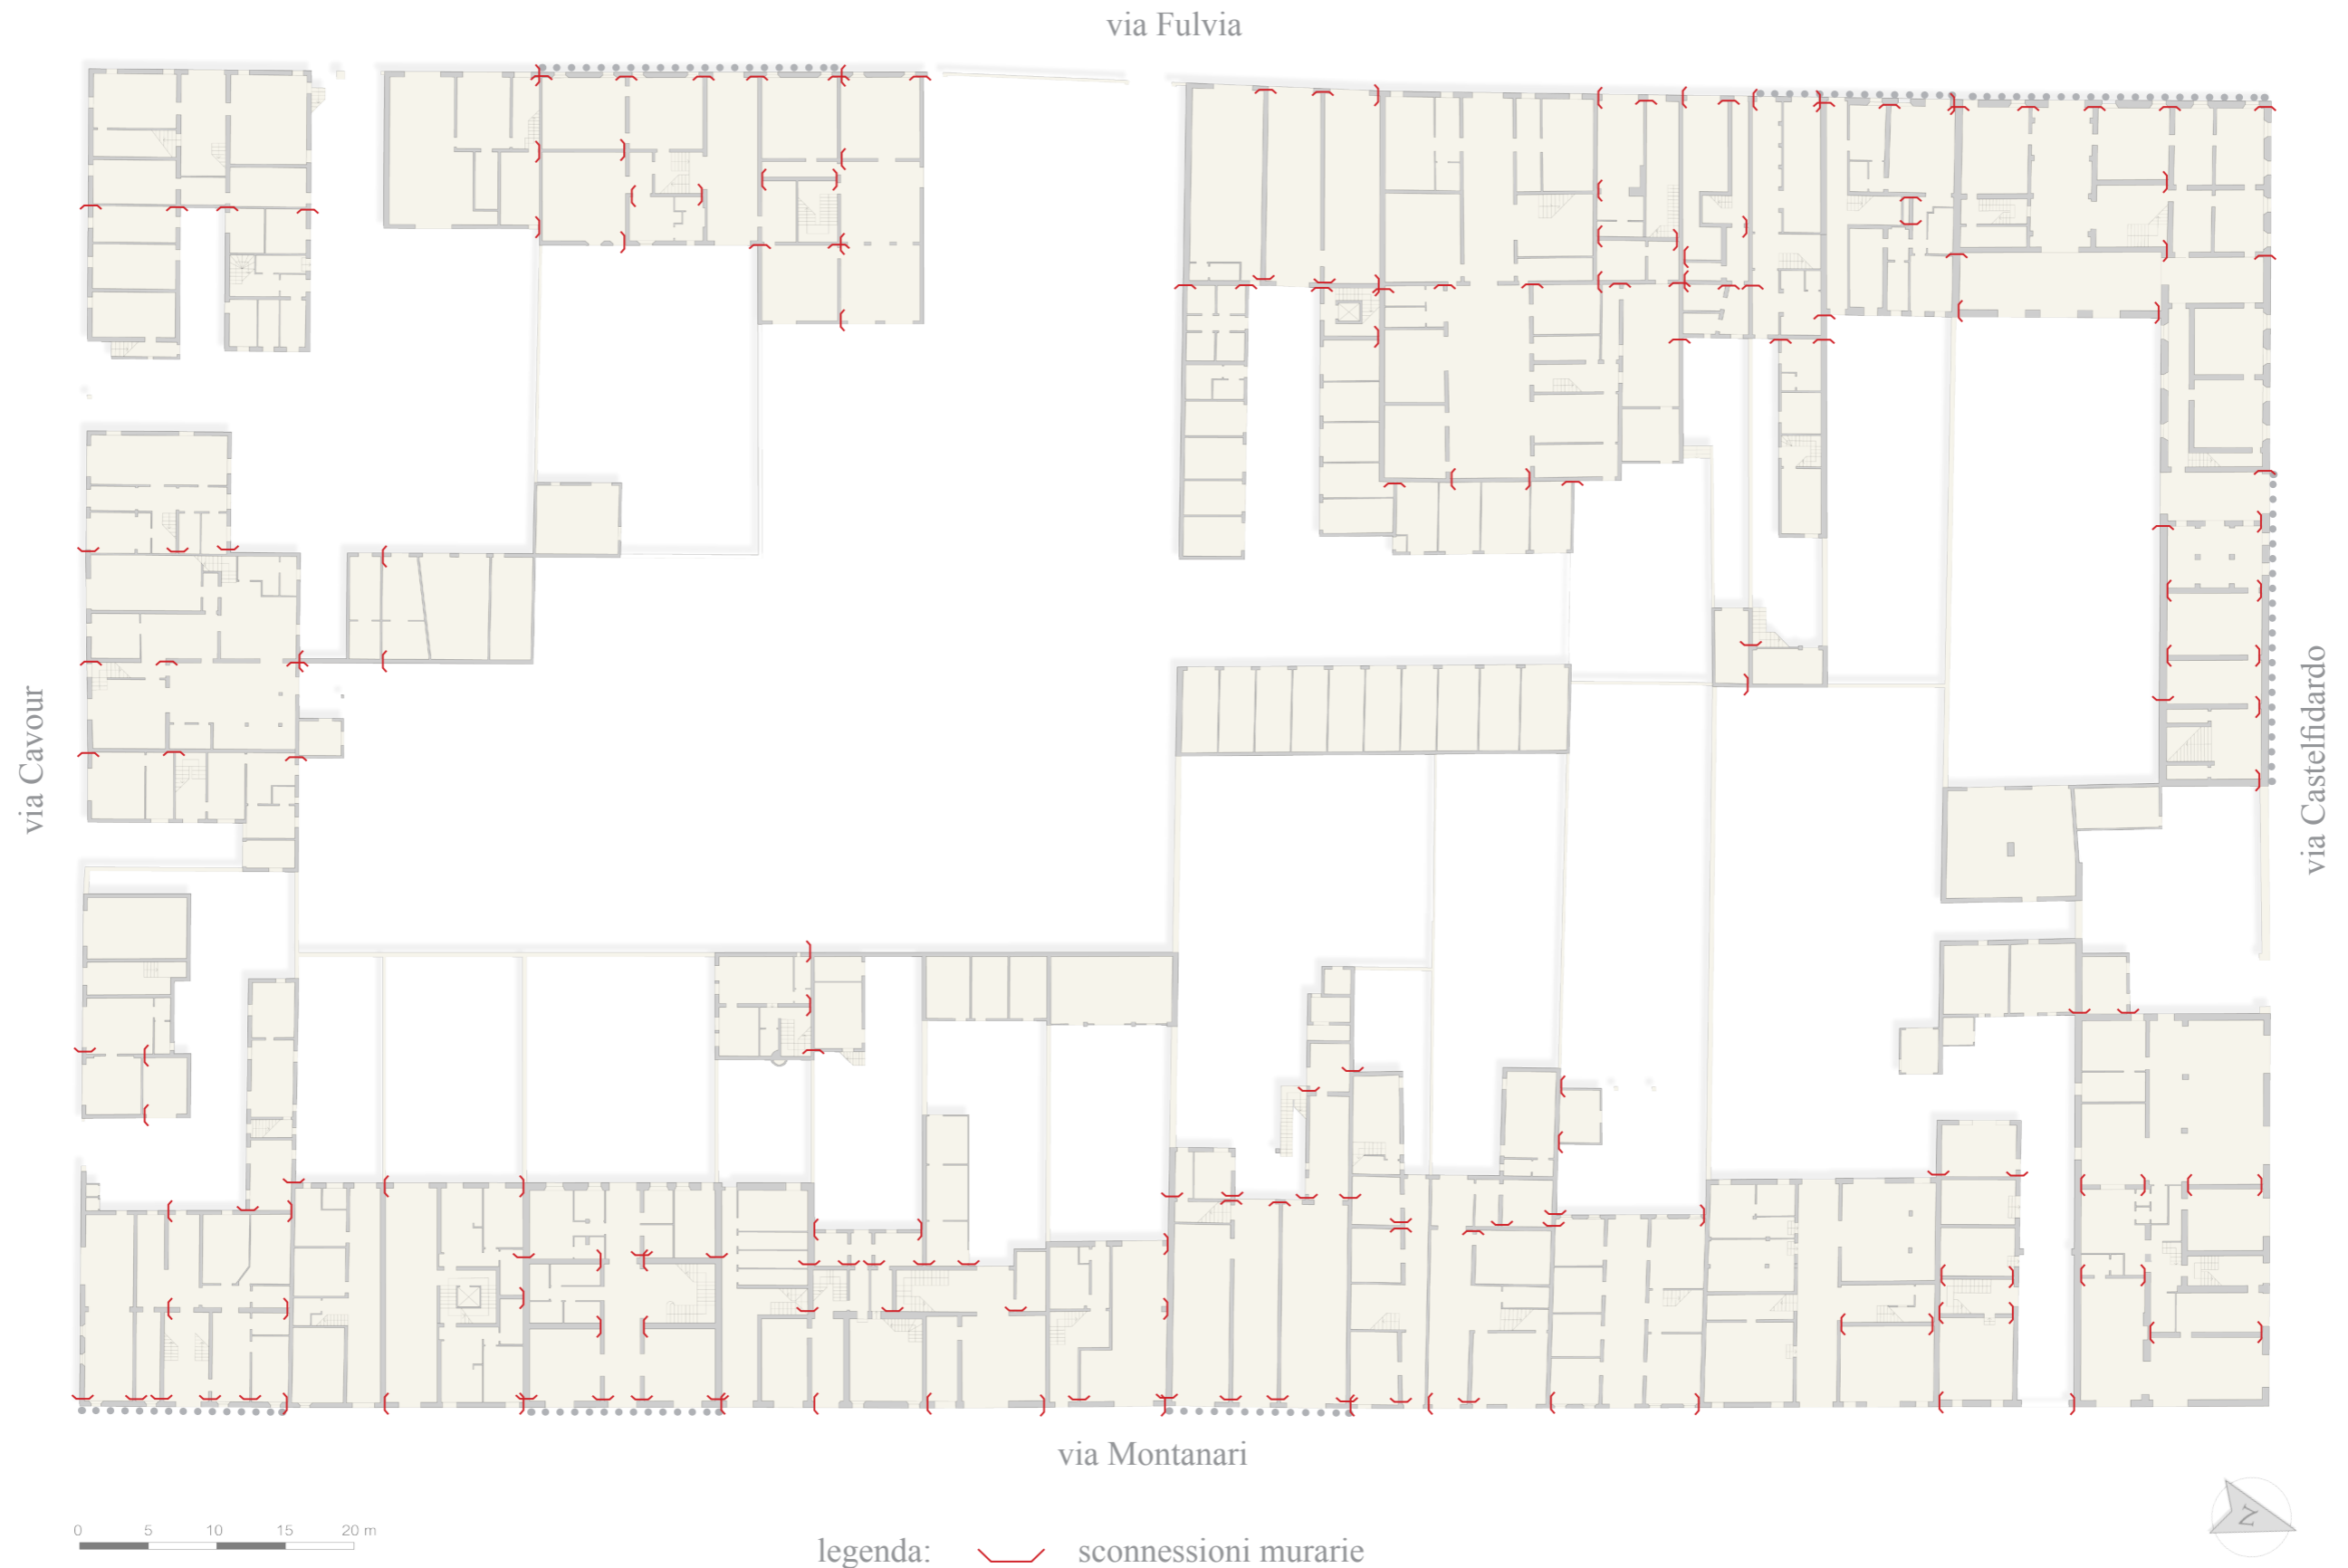 via Fulvia
via Cavour
via Castelfidardo
via Montanari
0 5 10 15 20 m
legenda: sconnessioni murarie
N